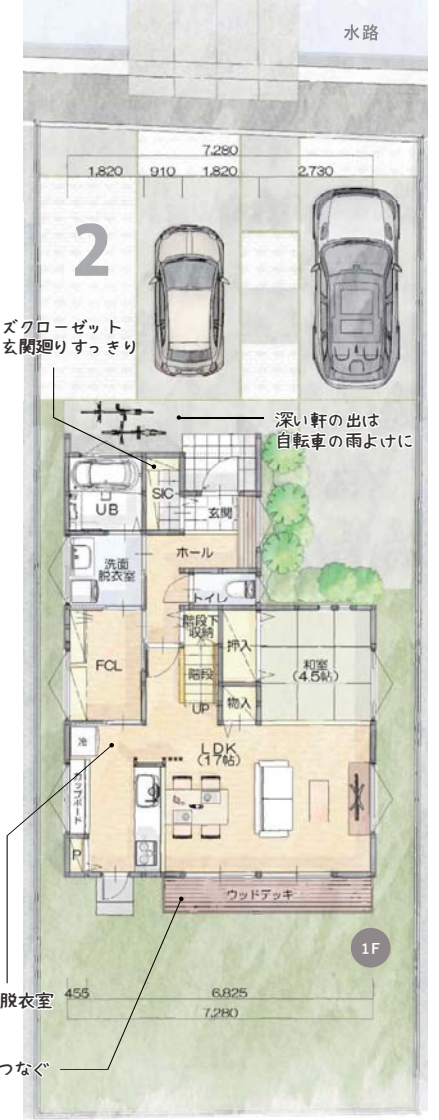 水路
7.280
1.820 910 1.820 2.730
2
ズクローゼット
玄関廻りすっきり
深い軒の出は
自転車の雨よけに
SIC
UB
玄関
ホール
洗面
脱衣室
トイレ
階段下
収納
押入
和室
(4.5帖)
FCL
階段
物入
UP
冷
LDK
(17帖)
カップボード
P
ウッドデッキ
1F
脱衣室
455 6.825
7.280
つなぐ